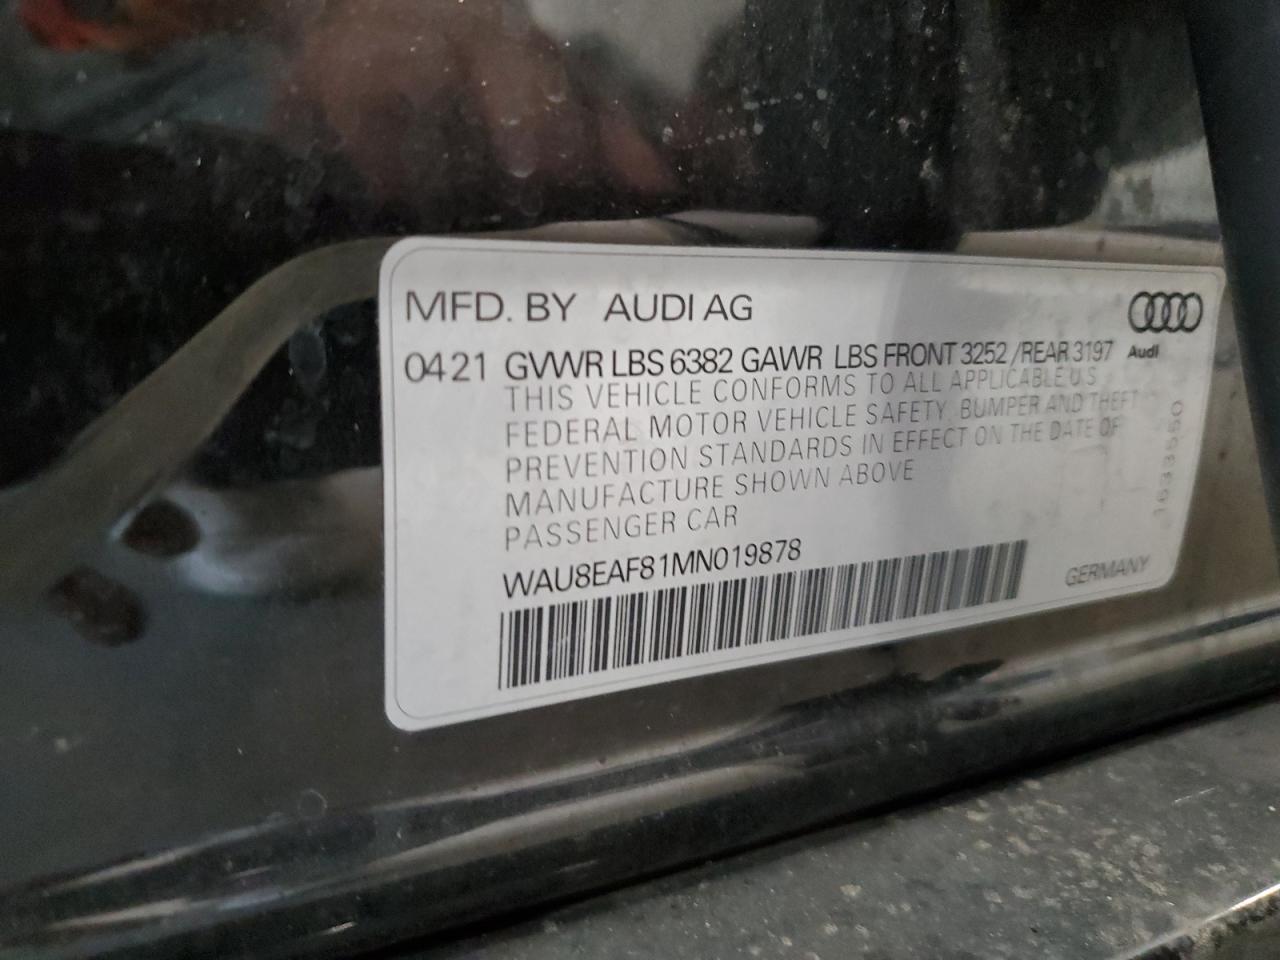 MFD. BY AUDI AG
0421 GVWR LBS 6382 GAWR LBS FRONT 3252 /REAR 3197
Audi
THIS VEHICLE CONFORMS TO ALL APPLICABLE U S
FEDERAL MOTOR VEHICLE SAFETY, BUMPER AND THEFT
PREVENTION STANDARDS IN EFFECT ON THE DATE OF
MANUFACTURE SHOWN ABOVE
PASSENGER CAR
WAU8EAF81MN019878
GERMANY